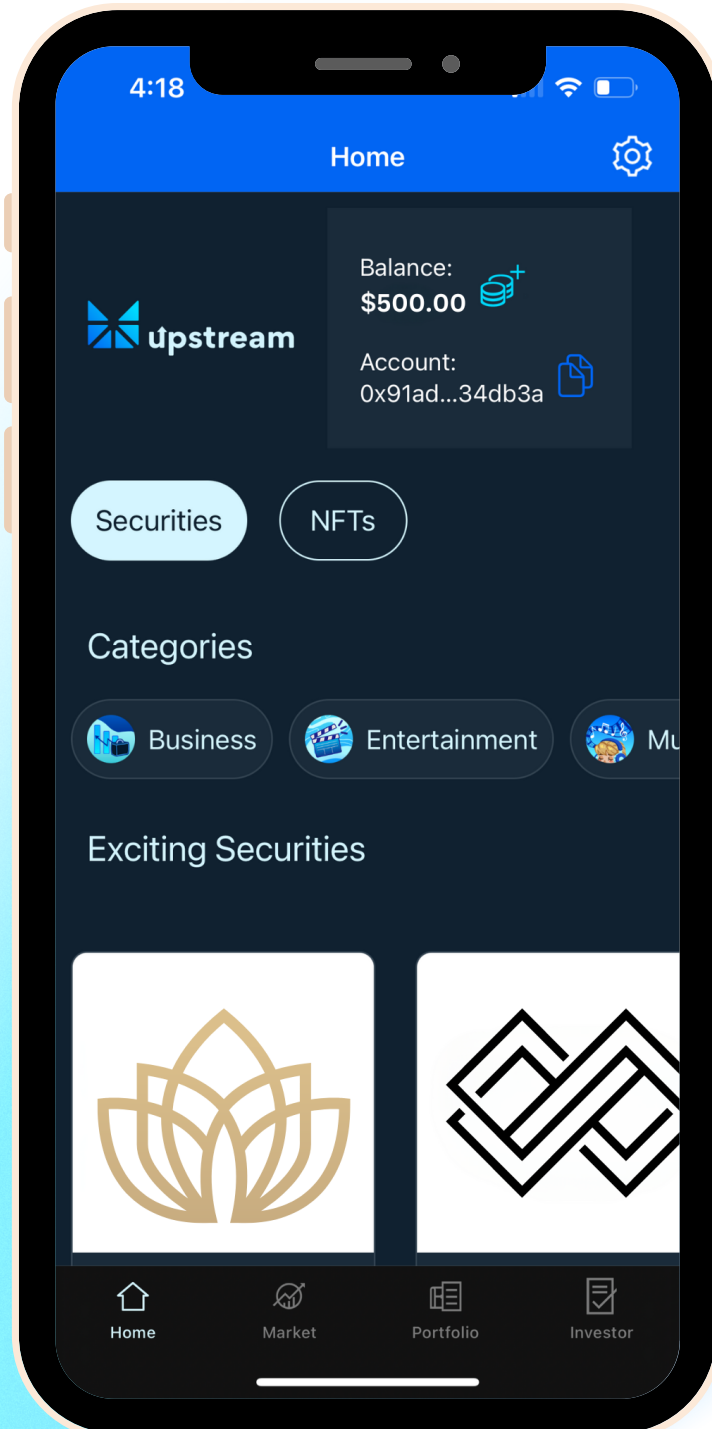 4:18
Home
Balance:
$500.00
upstream
Account:
0x91ad...34db3a
Securities
NFTs
Categories
Business
Entertainment
Mu
Exciting Securities
Home
Market
Portfolio
Investor